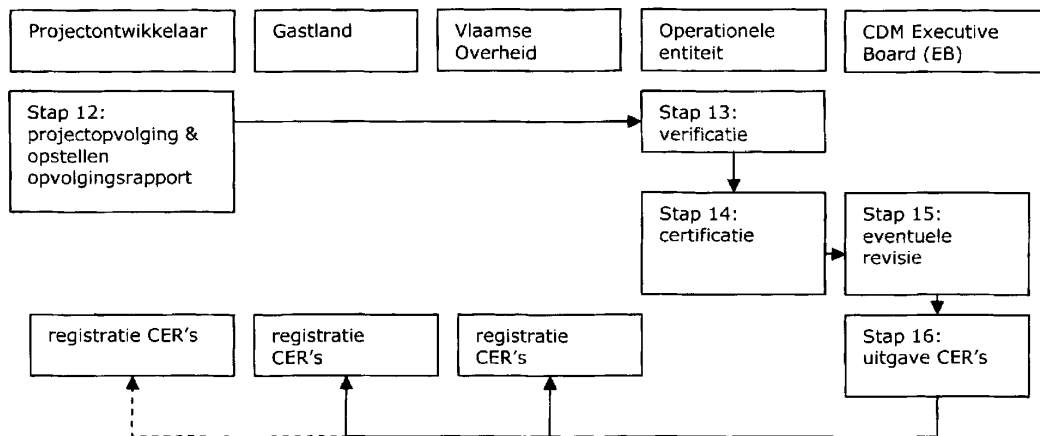 Projectontwikkelaar
Gastland
Vlaamse
Overheid
Operationele
entiteit
CDM Executive
Board (EB)
Stap 12:
projectopvolging &
opstellen
opvolgingsrapport
Stap 13:
verificatie
Stap 14:
certificatie
Stap 15:
eventuele
revisie
registratie CER's
registratie
CER's
registratie
CER's
Stap 16:
uitgave CER's